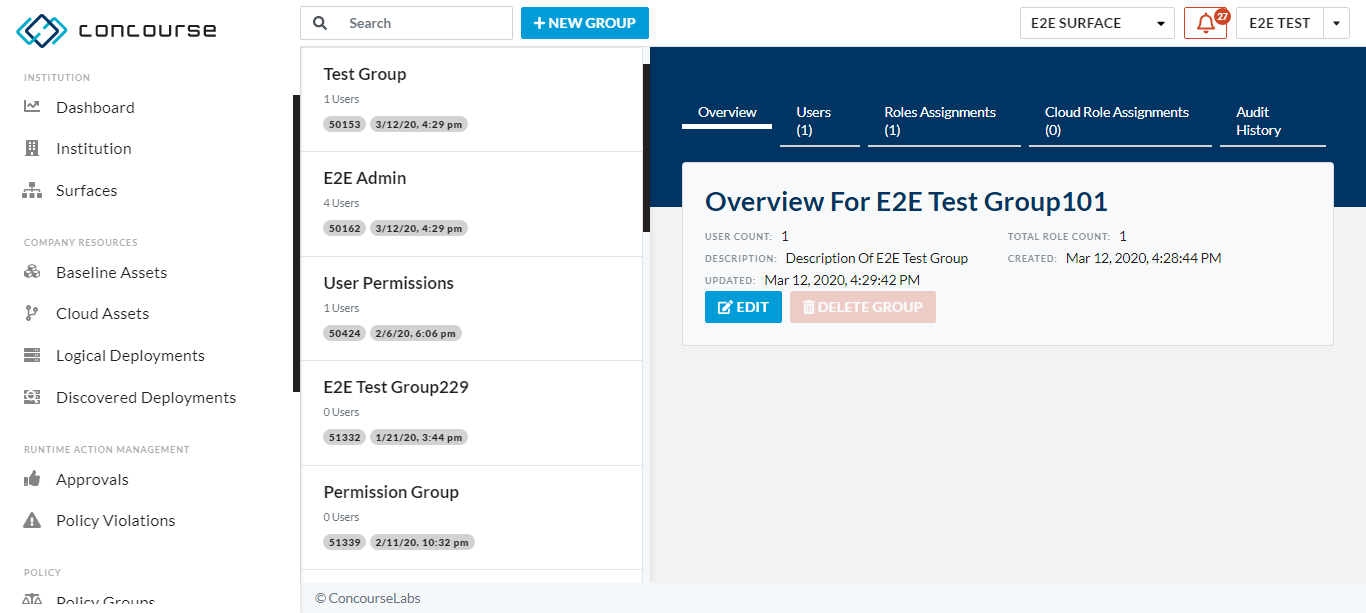 concourse
Search
NEW GROUP
E2E SURFACE
27
E2E TEST
INSTITUTION
Dashboard
Institution
Surfaces
COMPANY RESOURCES
Baseline Assets
Cloud Assets
Logical Deployments
Discovered Deployments
RUNTIME ACTION MANAGEMENT
Approvals
Policy Violations
POLICY
Policy Groups
Test Group
1 Users
50153 3/12/20, 4:29 pm
E2E Admin
4 Users
50162 3/12/20, 4:29 pm
User Permissions
1 Users
50424 2/6/20, 6:06 pm
E2E Test Group229
0 Users
51332 1/21/20, 3:44 pm
Permission Group
0 Users
51339 2/11/20, 10:32 pm
Overview
Users
(1)
Roles Assignments
(1)
Cloud Role Assignments
(0)
Audit
History
Overview For E2E Test Group101
USER COUNT: 1
TOTAL ROLE COUNT: 1
DESCRIPTION: Description Of E2E Test Group
CREATED: Mar 12, 2020, 4:28:44 PM
UPDATED: Mar 12, 2020, 4:29:42 PM
EDIT
DELETE GROUP
© ConcourseLabs